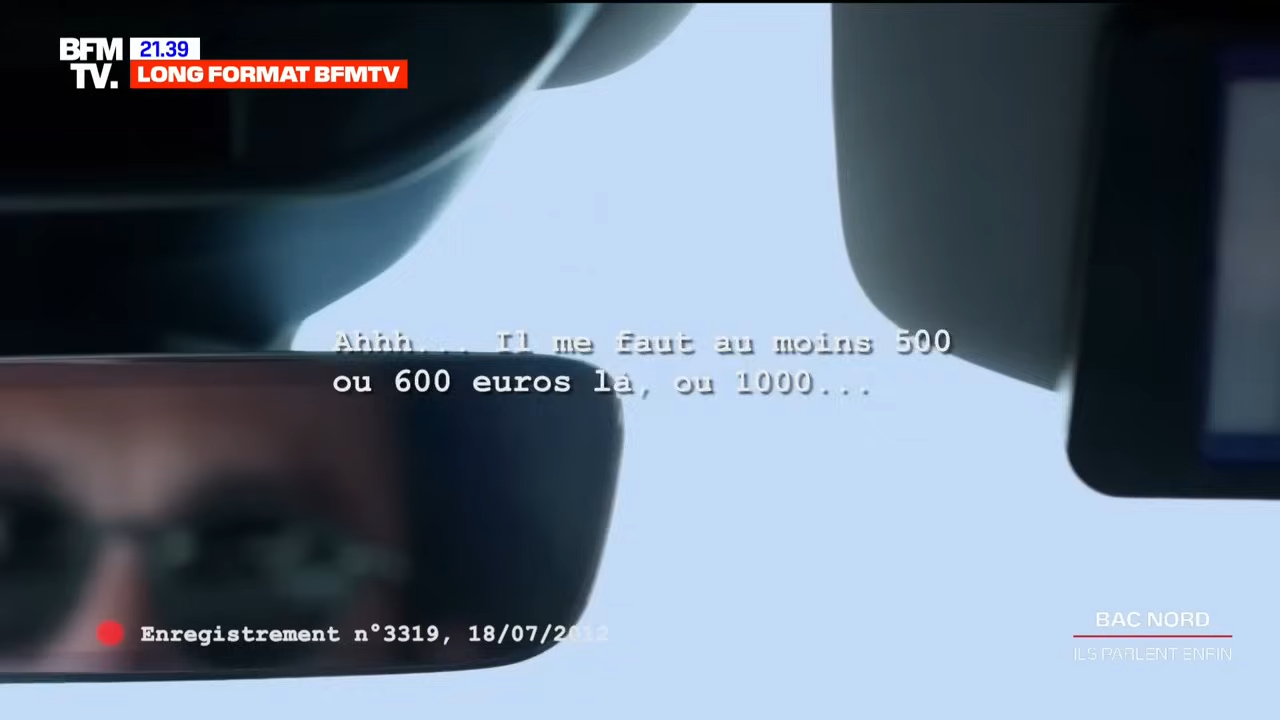 BFM
TV.
21.39
LONG FORMAT BFMTV
Ahhh... Il me faut au moins 500
ou 600 euros là, ou 1000...
Enregistrement n°3319, 18/07/2012
BAC NORD
ILS PARLENT ENFIN